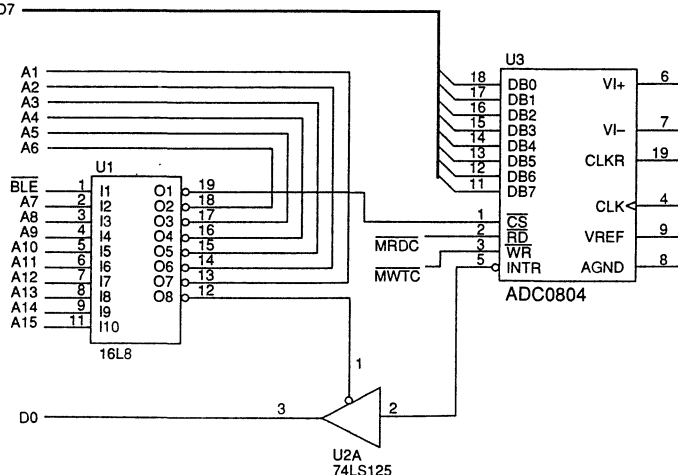 D7
A1
A2
A3
A4
A5
A6
U1
BLE 1 I1 O1 19
A7 2 I2 O2 18
A8 3 I3 O3 17
A9 4 I4 O4 16
A10 5 I5 O5 15
A11 6 I6 O6 14
A12 7 I7 O7 13
A13 8 I8 O8 12
A14 9 I9
A15 11 I10
16L8
U3
18 DB0 VI+ 6
17 DB1
16 DB2
15 DB3 VI– 7
14 DB4
13 DB5 CLKR 19
12 DB6
11 DB7
1 CS CLK 4
MRDC 2 RD
3 WR VREF 9
MWTC 5 INTR AGND 8
ADC0804
1
D0 3 2
U2A
74LS125